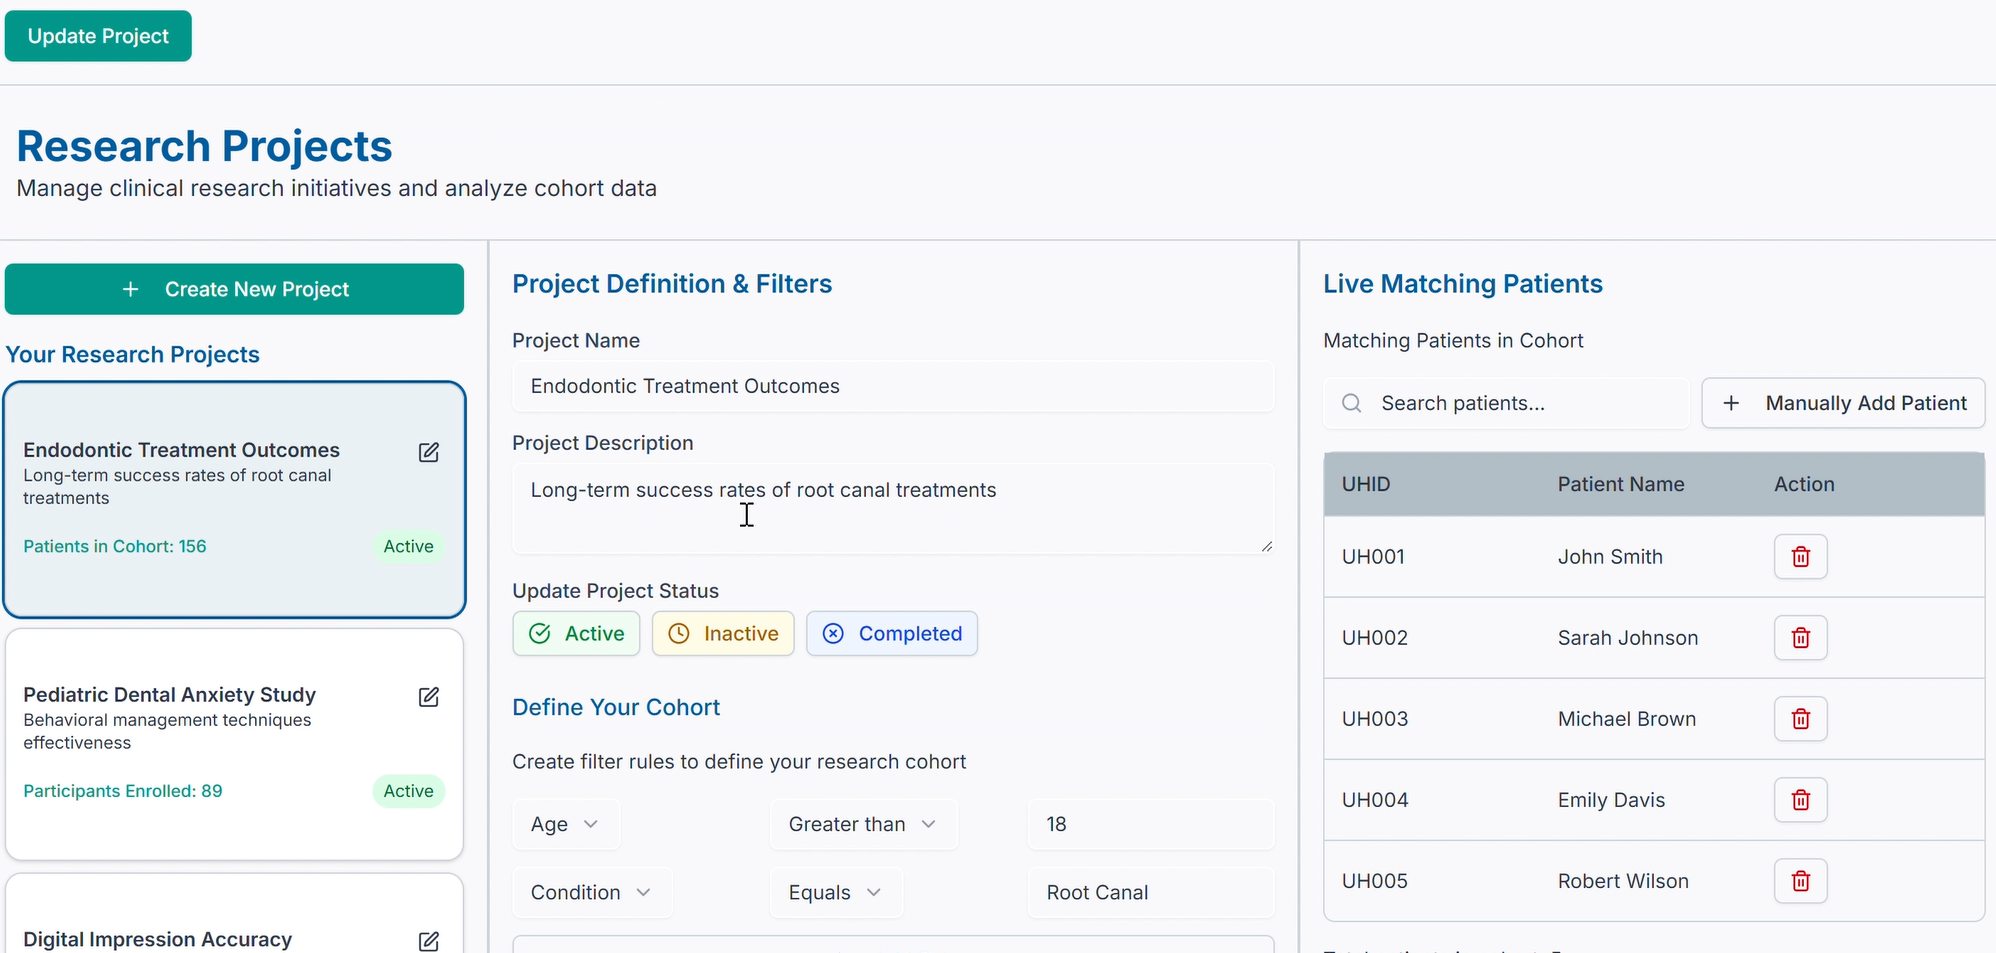 Update Project
Research Projects
Manage clinical research initiatives and analyze cohort data
Create New Project
Your Research Projects
Endodontic Treatment Outcomes
Long-term success rates of root canal
treatments
Patients in Cohort: 156
Active
Pediatric Dental Anxiety Study
Behavioral management techniques
effectiveness
Participants Enrolled: 89
Active
Digital Impression Accuracy
Project Definition & Filters
Project Name
Endodontic Treatment Outcomes
Project Description
Long-term success rates of root canal treatments
Update Project Status
Active
Inactive
Completed
Define Your Cohort
Create filter rules to define your research cohort
Age
Greater than
18
Condition
Equals
Root Canal
Live Matching Patients
Matching Patients in Cohort
Search patients...
Manually Add Patient
UHID Patient Name Action
UH001 John Smith
UH002 Sarah Johnson
UH003 Michael Brown
UH004 Emily Davis
UH005 Robert Wilson